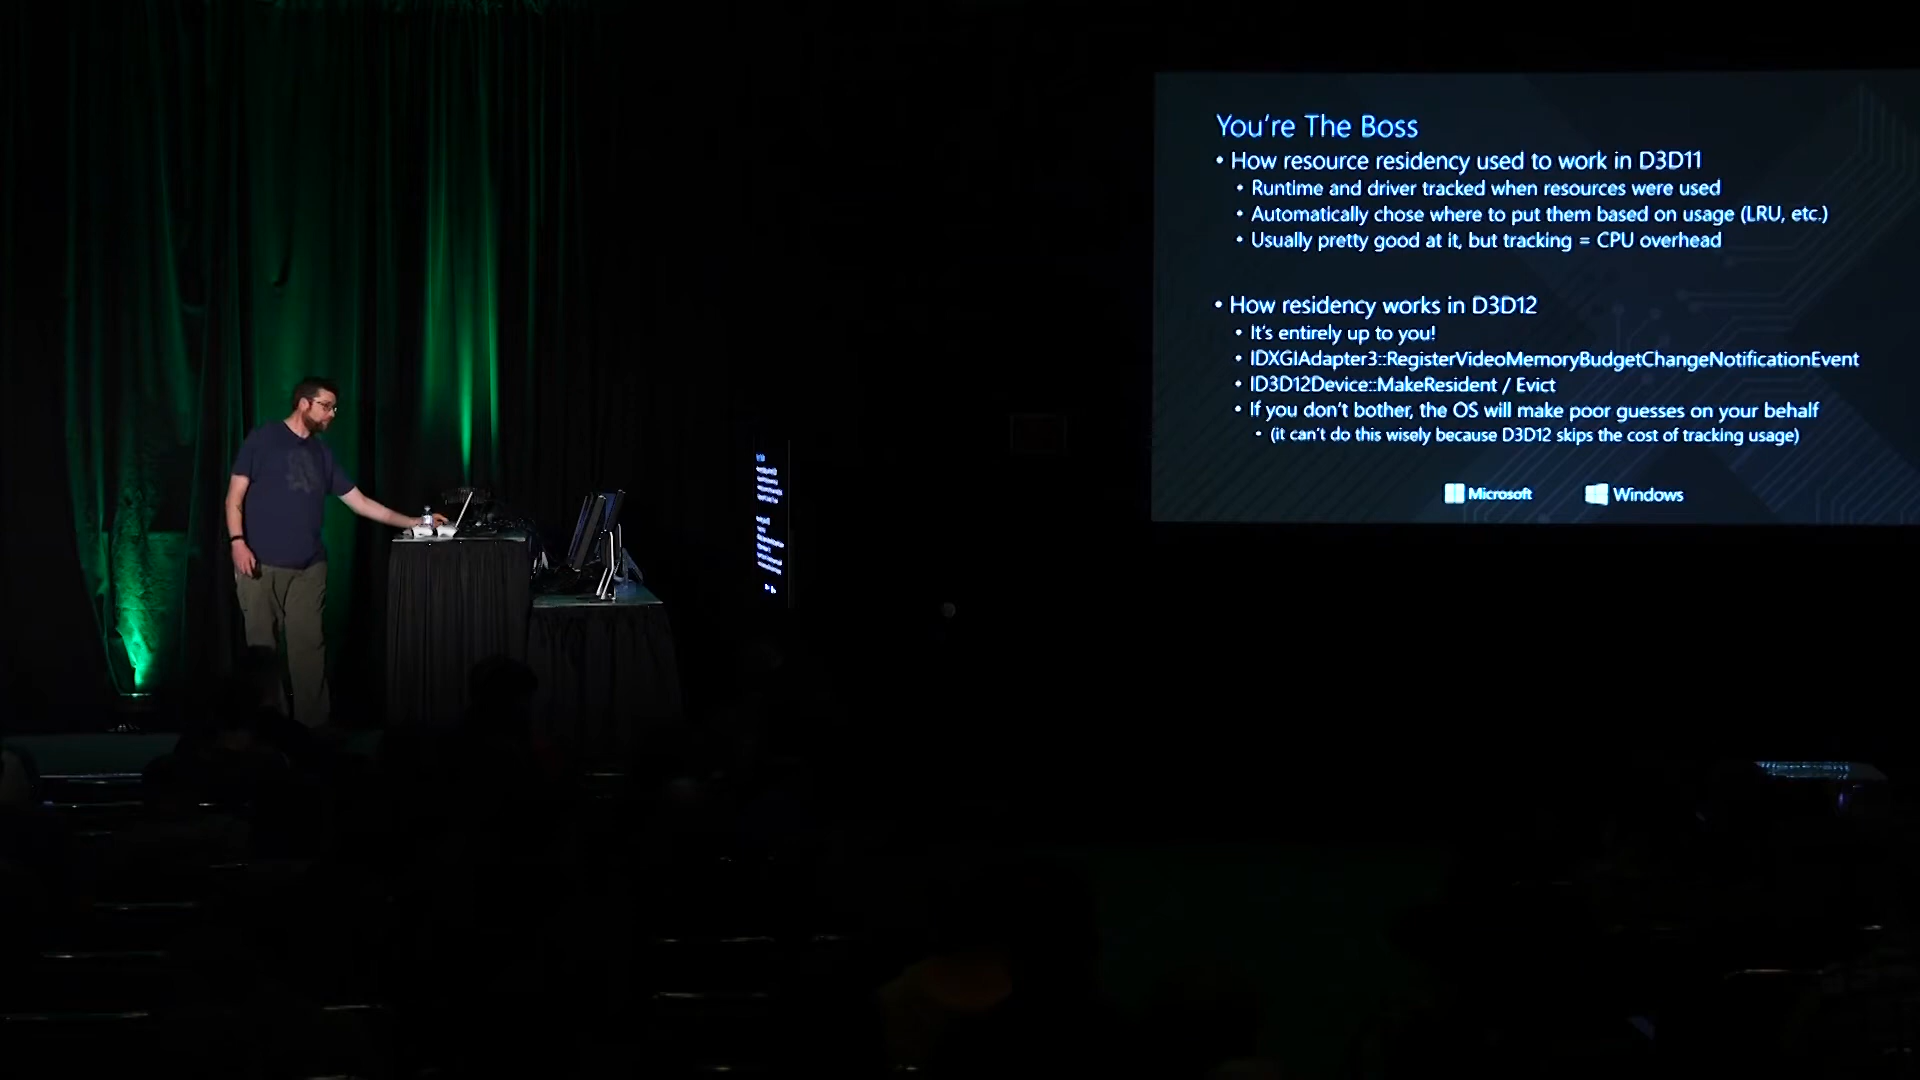 You're The Boss
• How resource residency used to work in D3D11
• Runtime and driver tracked when resources were used
• Automatically chose where to put them based on usage (LRU, etc.)
• Usually pretty good at it, but tracking = CPU overhead
• How residency works in D3D12
• It's entirely up to you!
• IDXGIAdapter3::RegisterVideoMemoryBudgetChangeNotificationEvent
• ID3D12Device::MakeResident / Evict
• If you don't bother, the OS will make poor guesses on your behalf
• (it can't do this wisely because D3D12 skips the cost of tracking usage)
Microsoft Windows